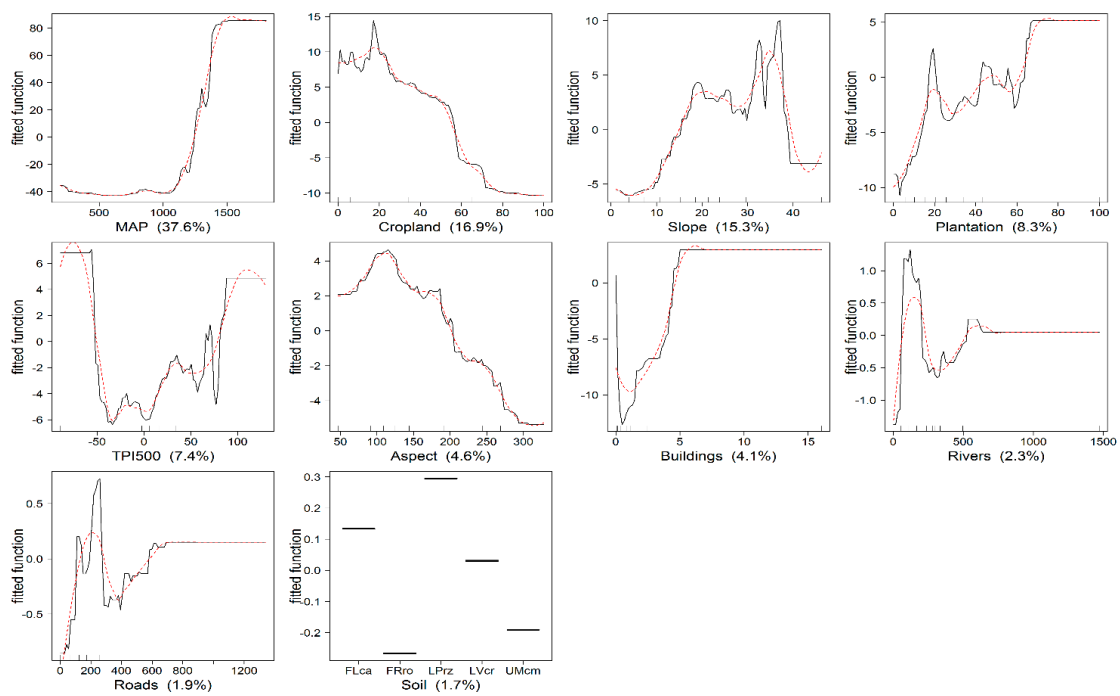 fitted function
80
60
40
20
0
-20
-40
500 1000 1500
MAP (37.6%)
fitted function
15
10
5
0
-5
-10
0 20 40 60 80 100
Cropland (16.9%)
fitted function
10
5
0
-5
0 10 20 30 40
Slope (15.3%)
fitted function
5
0
-5
-10
0 20 40 60 80 100
Plantation (8.3%)
fitted function
6
4
2
0
-2
-4
-6
-50 0 50 100
TPI500 (7.4%)
fitted function
4
2
0
-2
-4
50 100 150 200 250 300
Aspect (4.6%)
fitted function
0
-5
-10
0 5 10 15
Buildings (4.1%)
fitted function
1.0
0.5
0.0
-0.5
-1.0
0 500 1000 1500
Rivers (2.3%)
fitted function
0.5
0.0
-0.5
0 200 400 600 800 1200
Roads (1.9%)
fitted function
0.3
0.2
0.1
0.0
-0.1
-0.2
FLca FRro LPrz LVcr UMcm
Soil (1.7%)